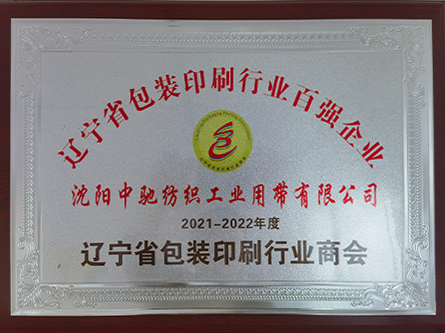 辽宁省包装印刷行业百强企业
沈阳中驰纺织工业用带有限公司
2021-2022年度
辽宁省包装印刷行业商会